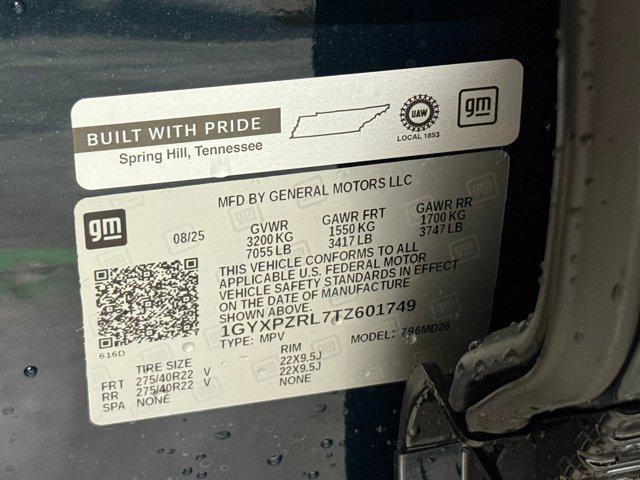 BUILT WITH PRIDE
Spring Hill, Tennessee
UAW
LOCAL 1853
gm
MFD BY GENERAL MOTORS LLC
gm
08/25
GVWR
3200 KG
7055 LB
GAWR FRT
1550 KG
3417 LB
GAWR RR
1700 KG
3747 LB
THIS VEHICLE CONFORMS TO ALL
APPLICABLE U.S. FEDERAL MOTOR
VEHICLE SAFETY STANDARDS IN EFFECT
ON THE DATE OF MANUFACTURE
1GYXPZRL7TZ601749
TYPE: MPV MODEL: 796MD26
616D
TIRE SIZE RIM
FRT 275/40R22 V 22X9.5J
RR 275/40R22 V 22X9.5J
SPA NONE NONE